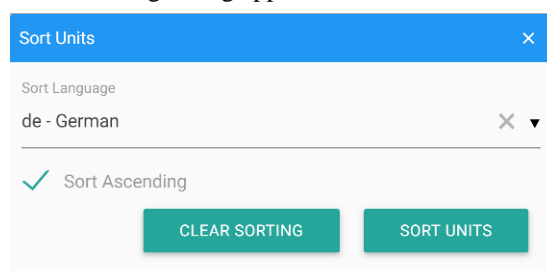 Sort Units
Sort Language
de - German
Sort Ascending
CLEAR SORTING SORT UNITS